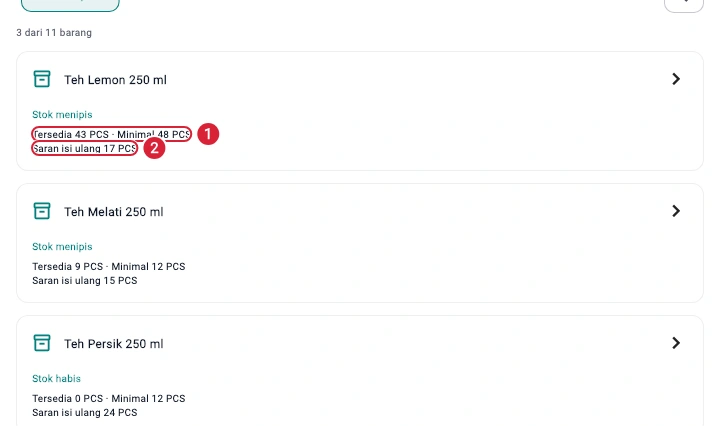 3 dari 11 barang
Teh Lemon 250 ml
Stok menipis
Tersedia 43 PCS · Minimal 48 PCS
1
Saran isi ulang 17 PCS
2
Teh Melati 250 ml
Stok menipis
Tersedia 9 PCS · Minimal 12 PCS
Saran isi ulang 15 PCS
Teh Persik 250 ml
Stok habis
Tersedia 0 PCS · Minimal 12 PCS
Saran isi ulang 24 PCS